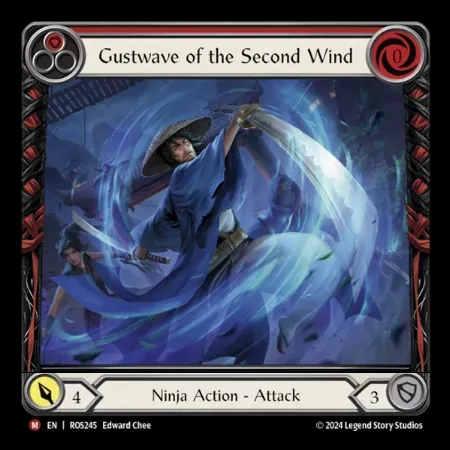 Gustwave of the Second Wind
0
4
Ninja Action - Attack
3
M EN | ROS245 Edward Chee
© 2024 Legend Story Studios